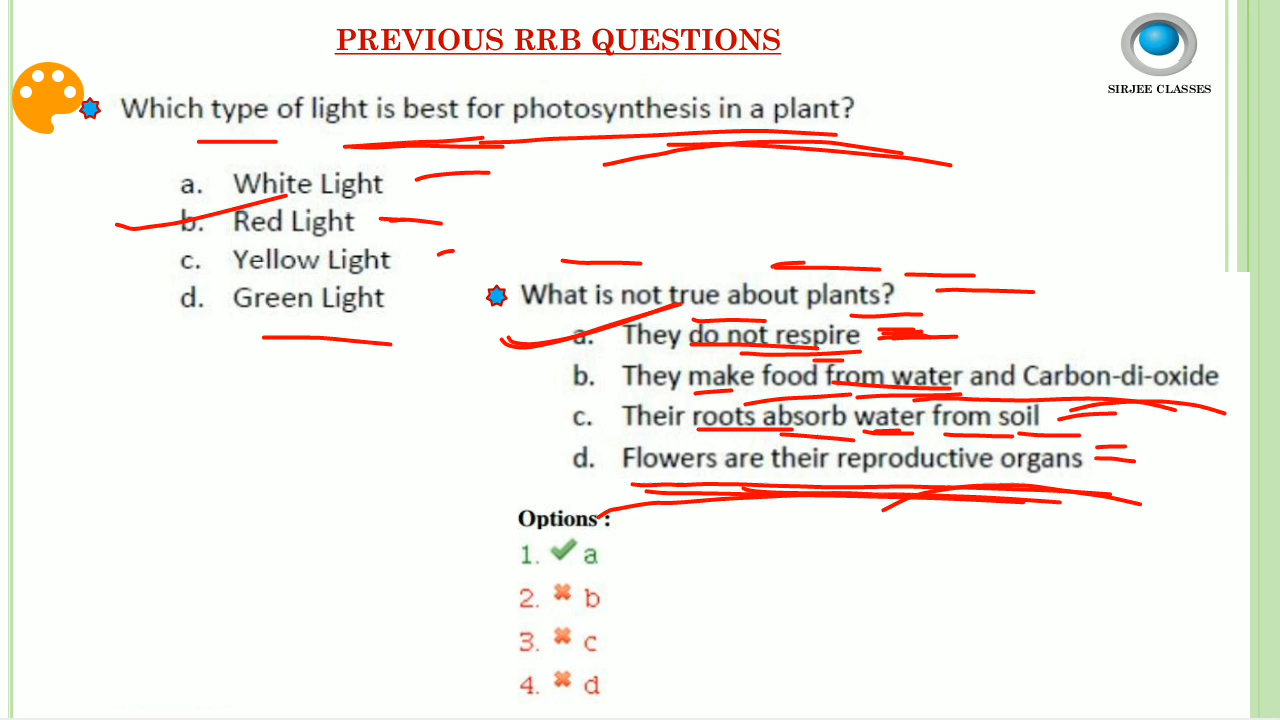 PREVIOUS RRB QUESTIONS
SIRJEE CLASSES
Which type of light is best for photosynthesis in a plant?
a. White Light
b. Red Light
c. Yellow Light
d. Green Light
What is not true about plants?
a. They do not respire
b. They make food from water and Carbon-di-oxide
c. Their roots absorb water from soil
d. Flowers are their reproductive organs
Options :
1. a
2. b
3. c
4. d